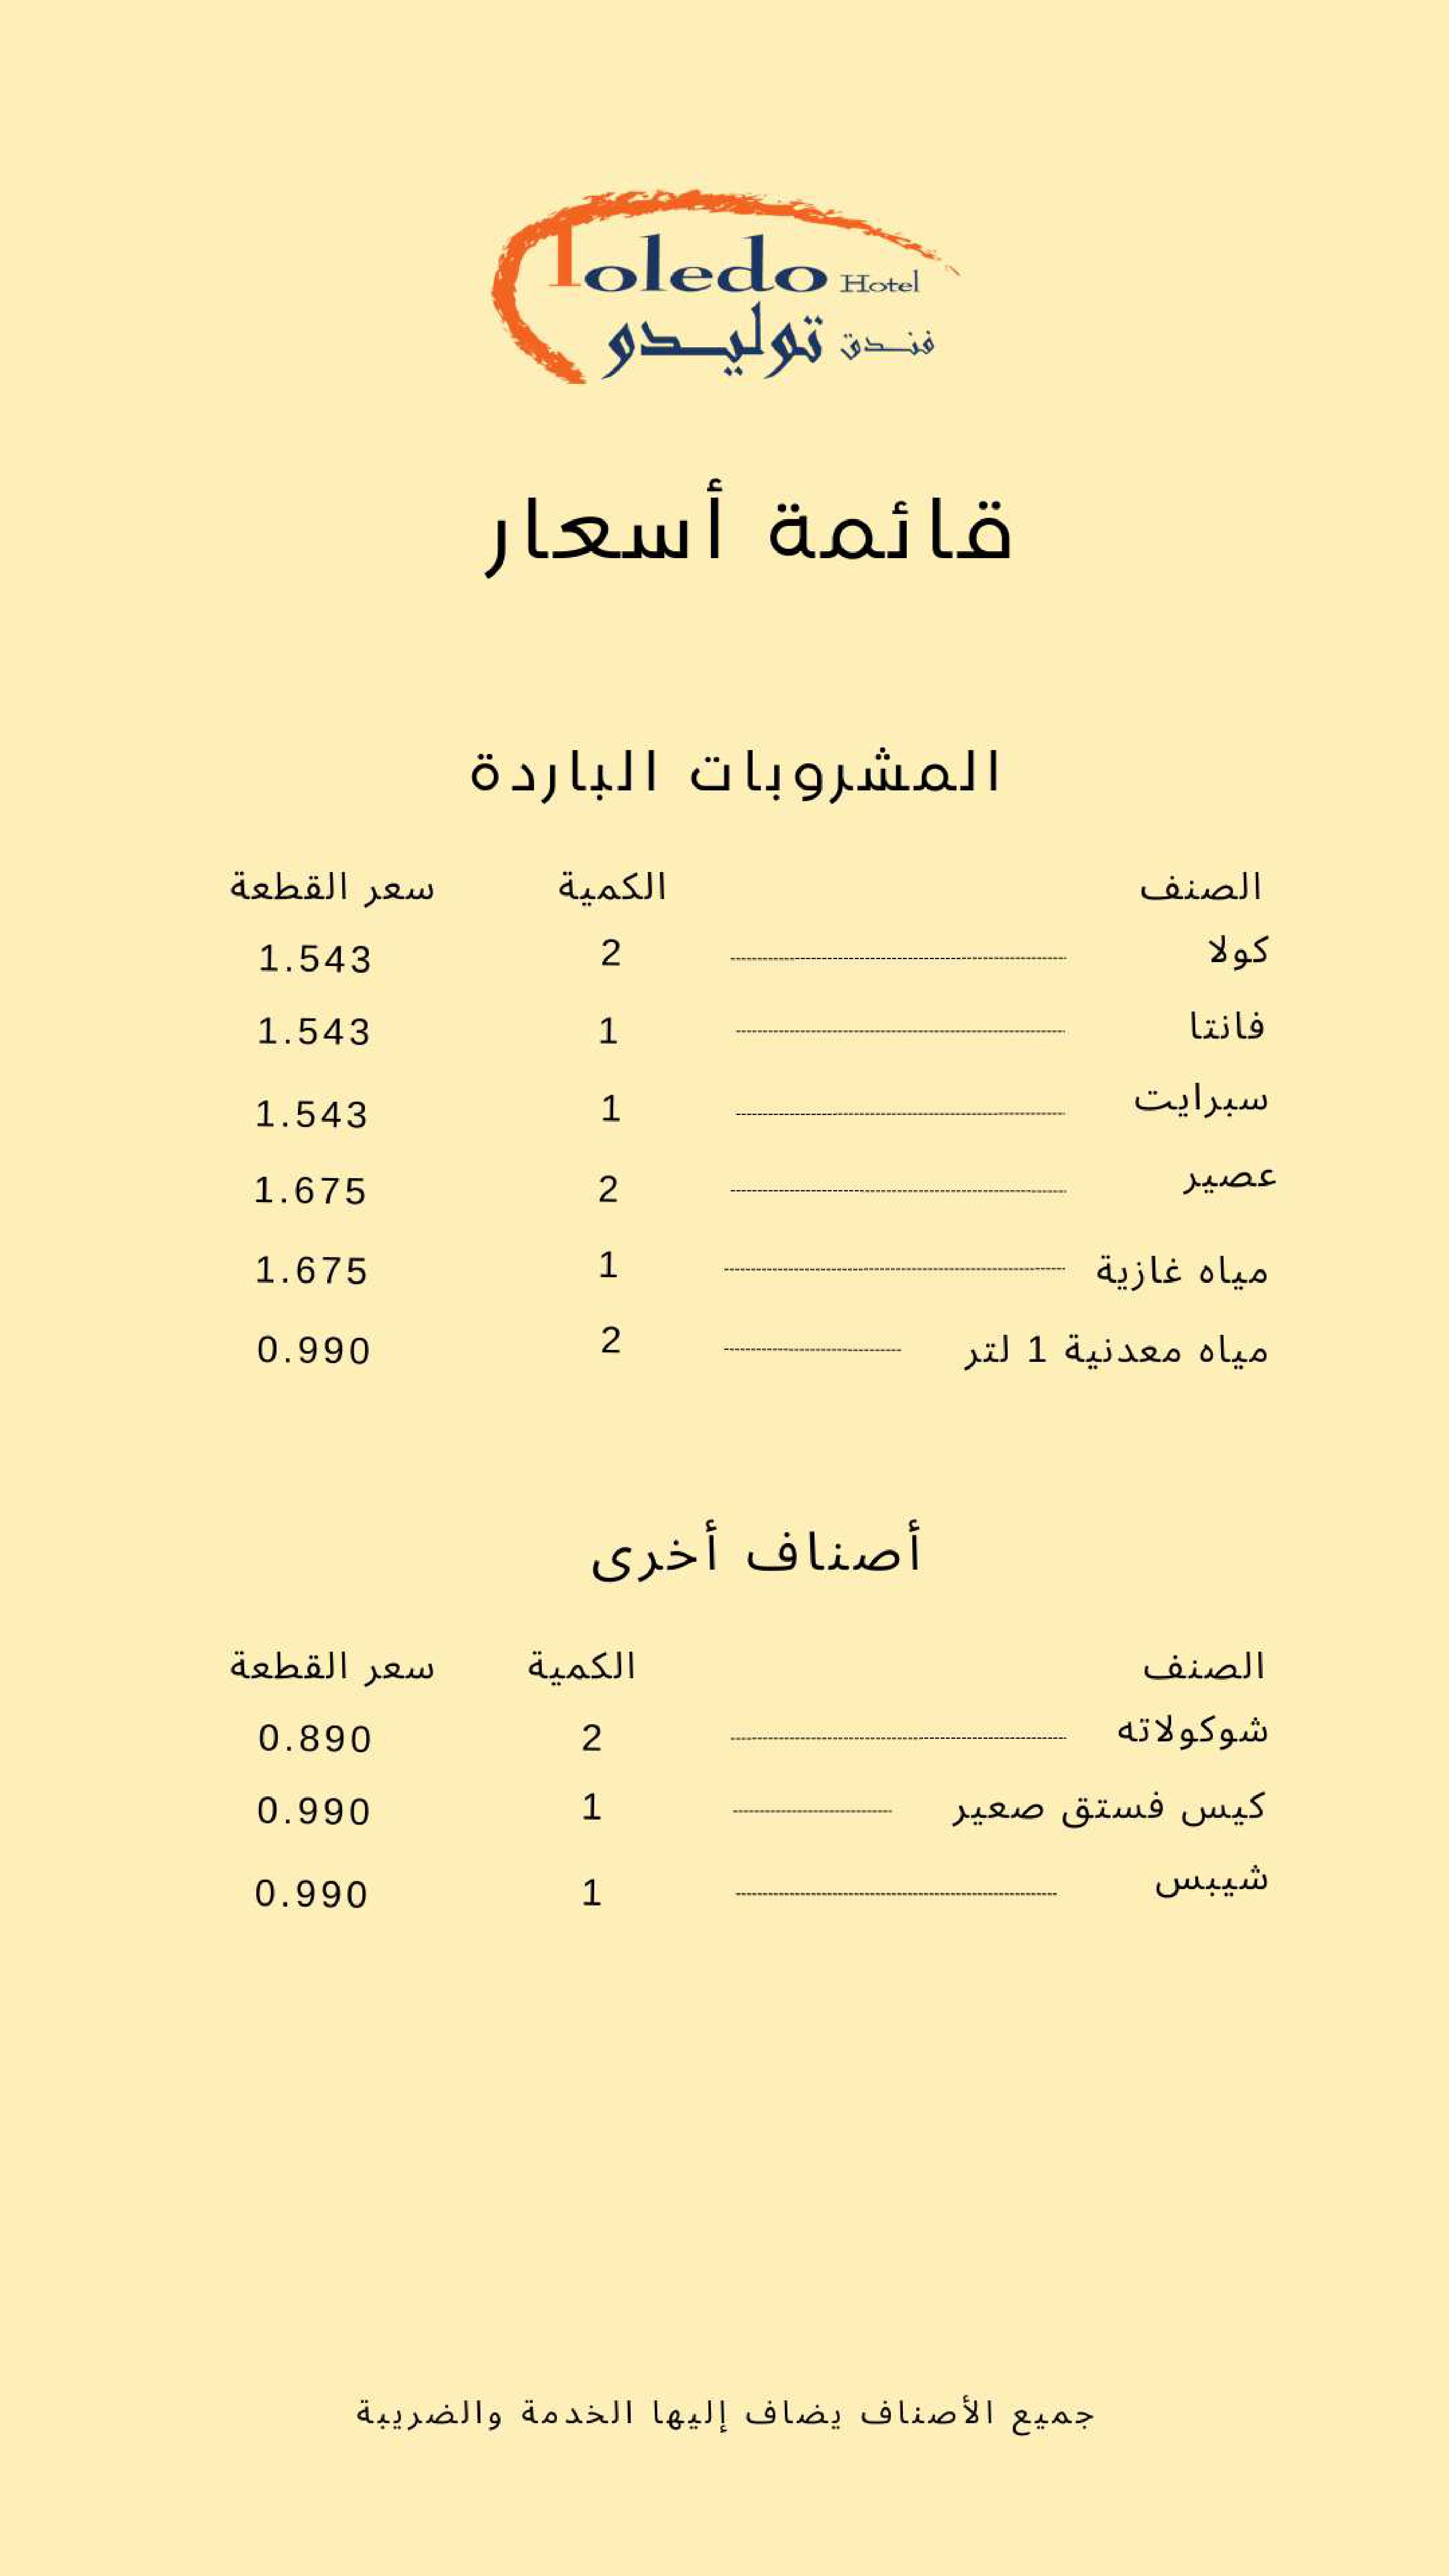 Toledo Hotel
فندق توليدو
قائمة أسعار
المشروبات الباردة
الصنف الكمية سعر القطعة
كولا 2 1.543
فانتا 1 1.543
سبرايت 1 1.543
عصير 2 1.675
مياه غازية 1 1.675
مياه معدنية 1 لتر 2 0.990
أصناف أخرى
الصنف الكمية سعر القطعة
شوكولاته 2 0.890
كيس فستق صعير 1 0.990
شيبس 1 0.990
جميع الأصناف يضاف إليها الخدمة والضريبة